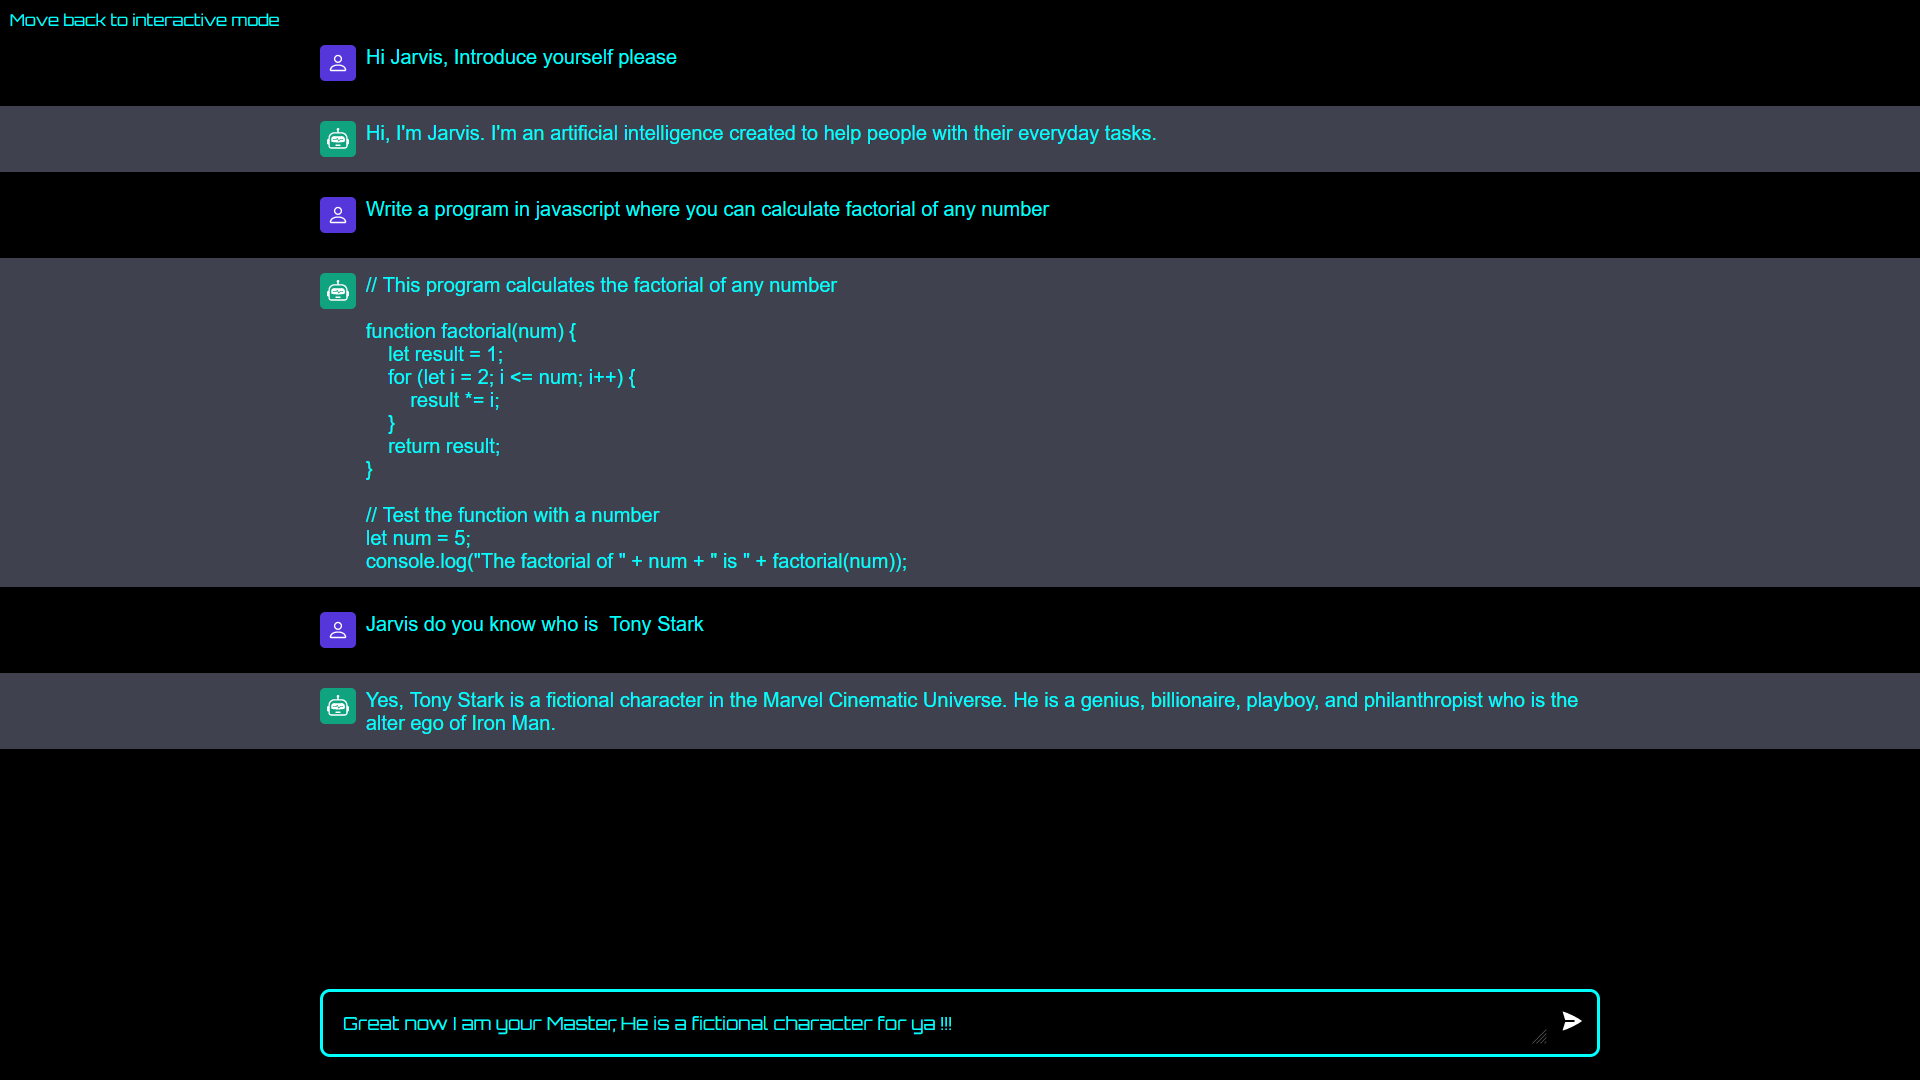 Move back to interactive mode
Hi Jarvis, Introduce yourself please
Hi, I'm Jarvis. I'm an artificial intelligence created to help people with their everyday tasks.
Write a program in javascript where you can calculate factorial of any number
// This program calculates the factorial of any number
function factorial(num) {
    let result = 1;
    for (let i = 2; i <= num; i++) {
        result *= i;
    }
    return result;
}
// Test the function with a number
let num = 5;
console.log("The factorial of " + num + " is " + factorial(num));
Jarvis do you know who is  Tony Stark
Yes, Tony Stark is a fictional character in the Marvel Cinematic Universe. He is a genius, billionaire, playboy, and philanthropist who is the
alter ego of Iron Man.
Great now I am your Master, He is a fictional character for ya !!!